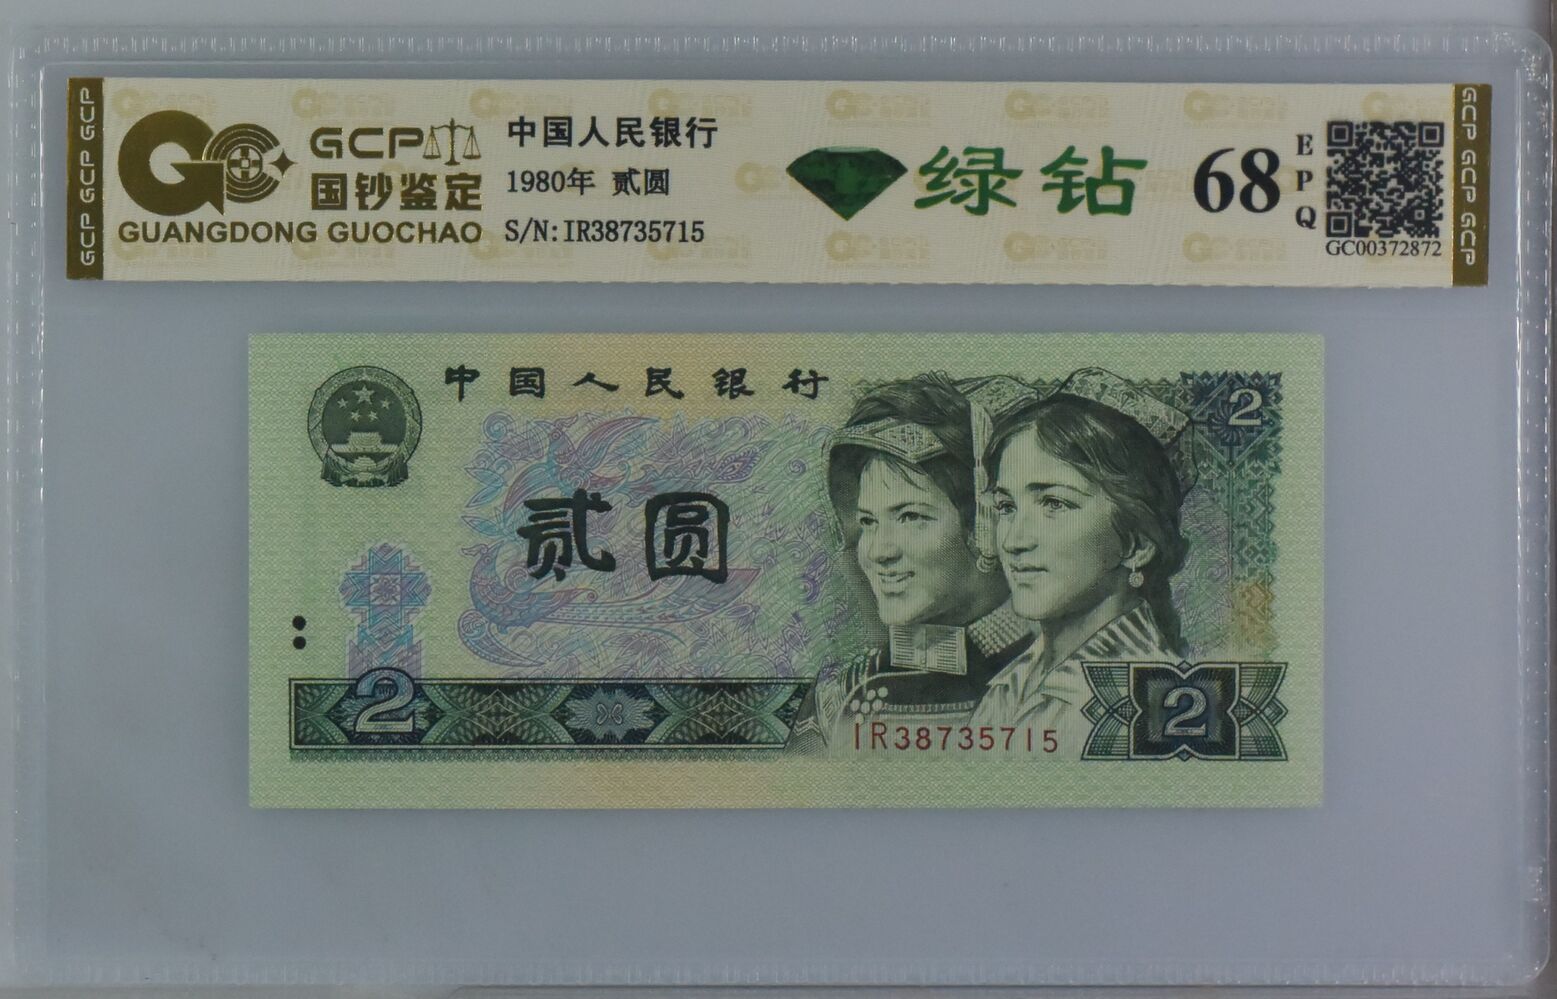 GCP GCP GCP
GCP
国钞鉴定
GUANGDONG GUOCHAO
中国人民银行
1980年 贰圆
S/N:IR38735715
绿钻
68
EPQ
GC00372872
GCP GCP GCP
中国人民银行
2
贰圆
2
IR38735715
2